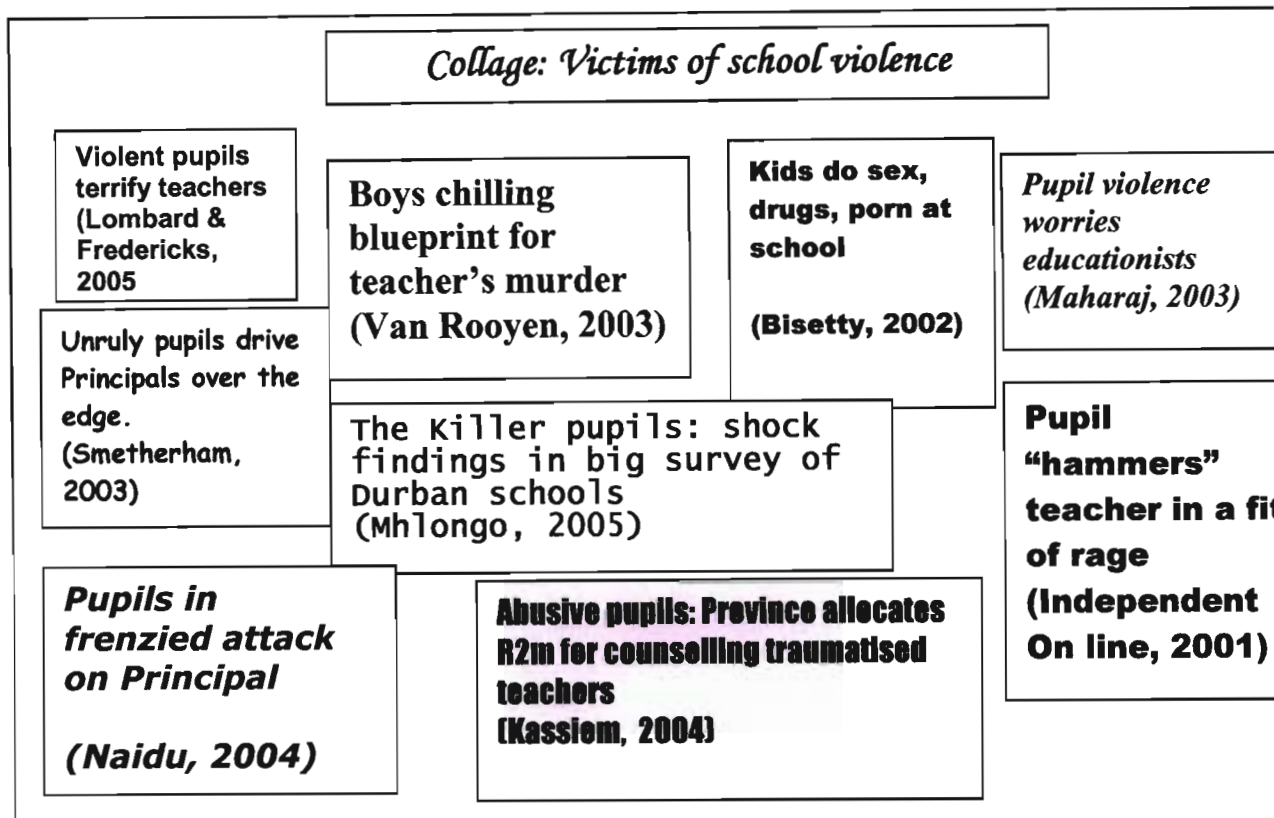 Collage: Victims of school violence
Violent pupils
terrify teachers
(Lombard &
Fredericks,
2005
Boys chilling
blueprint for
teacher's murder
(Van Rooyen, 2003)
Kids do sex,
drugs, porn at
school
(Bisetty, 2002)
Pupil violence
worries
educationists
(Maharaj, 2003)
Unruly pupils drive
Principals over the
edge.
(Smetherham,
2003)
The Killer pupils: shock
findings in big survey of
Durban schools
(Mhlongo, 2005)
Pupil
“hammers”
teacher in a fit
of rage
(Independent
On line, 2001)
Pupils in
frenzied attack
on Principal
(Naidu, 2004)
Abusive pupils: Province allocates
R2m for counselling traumatised
teachers
(Kassiem, 2004)